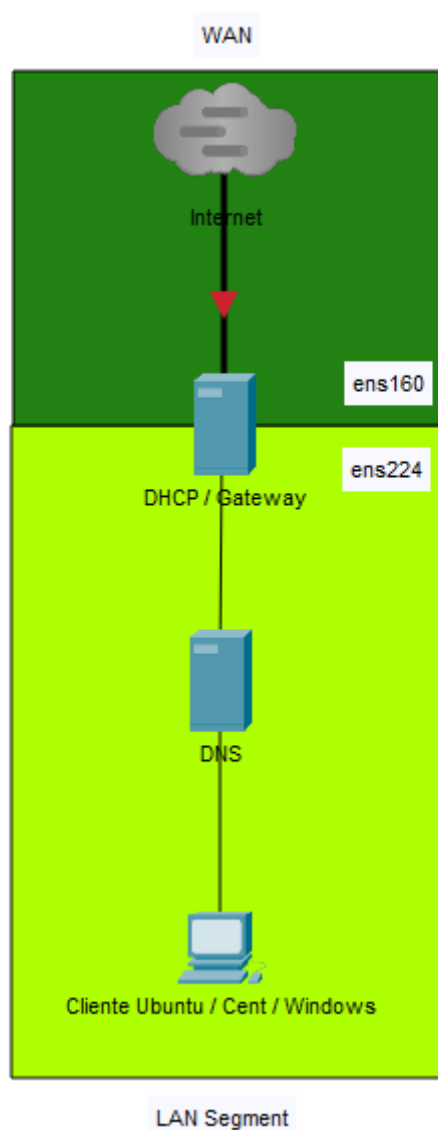 WAN
Internet
ens160
ens224
DHCP / Gateway
DNS
Cliente Ubuntu / Cent / Windows
LAN Segment